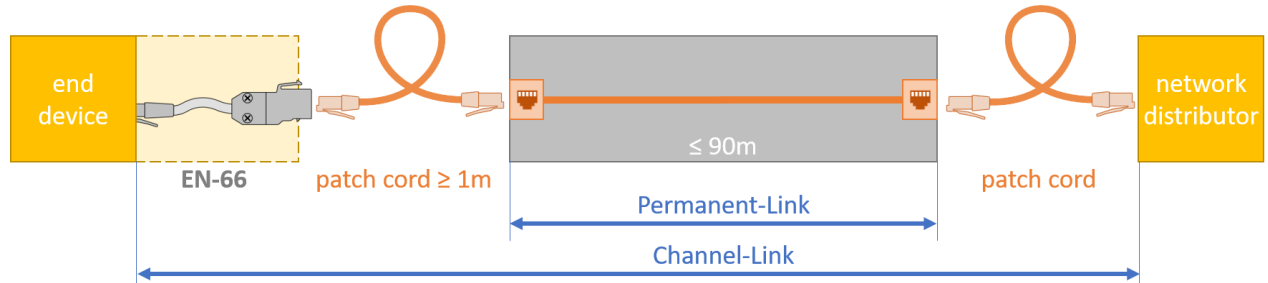 end
device
network
distributor
≤ 90m
EN-66
patch cord ≥ 1m
patch cord
Permanent-Link
Channel-Link